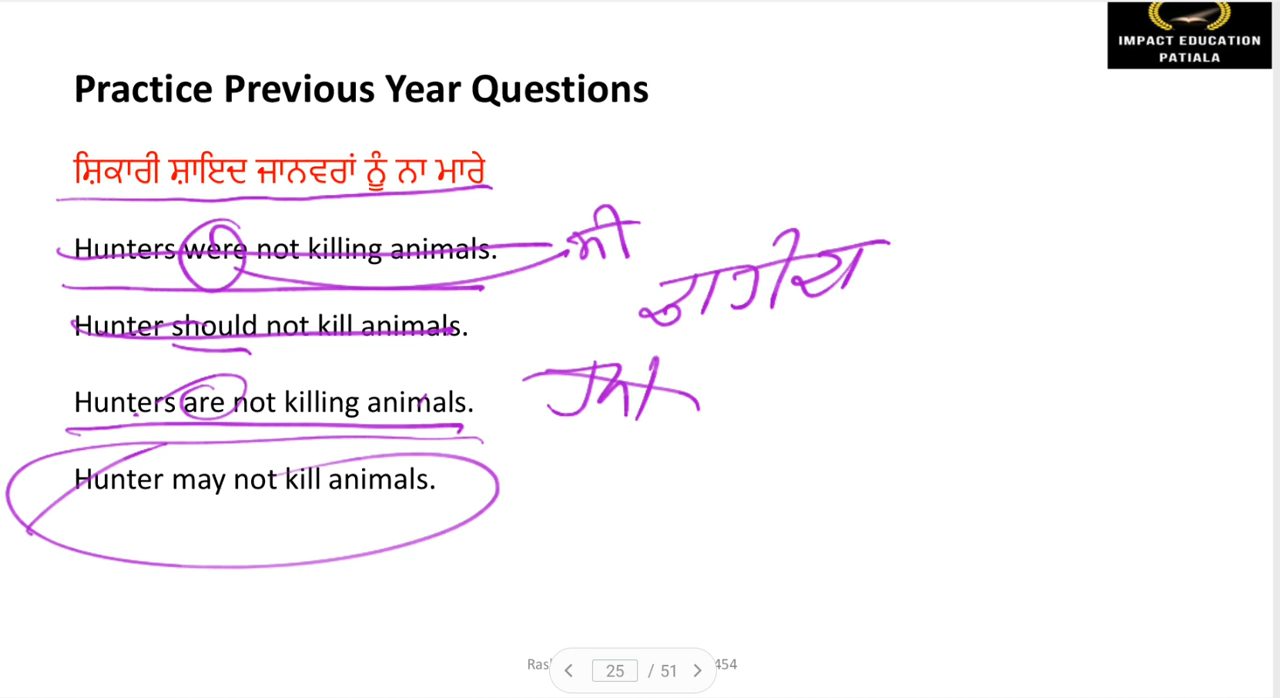 IMPACT EDUCATION
PATIALA
Practice Previous Year Questions
ਸ਼ਿਕਾਰੀ ਸ਼ਾਇਦ ਜਾਨਵਰਾਂ ਨੂੰ ਨਾ ਮਾਰੇ
Hunters were not killing animals.
ਸੀ
Hunter should not kill animals.
ਚਾਹੀਦਾ
Hunters are not killing animals.
Hunter may not kill animals.
25 / 51
454